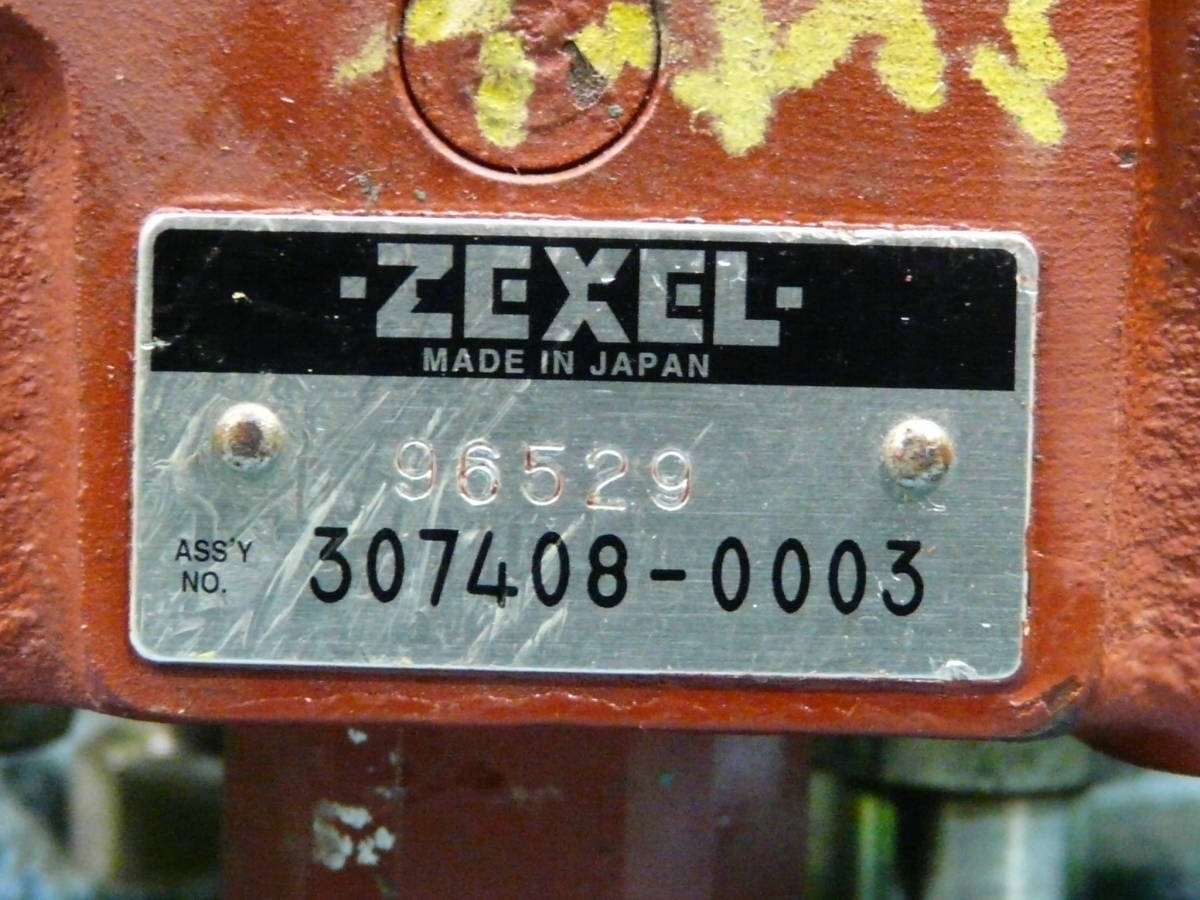 ·ZEXEL·
MADE IN JAPAN
96529
ASS'Y NO. 307408-0003